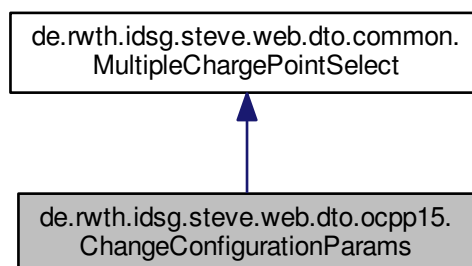 de.rwth.idsg.steve.web.dto.common.
MultipleChargePointSelect
de.rwth.idsg.steve.web.dto.ocpp15.
ChangeConfigurationParams